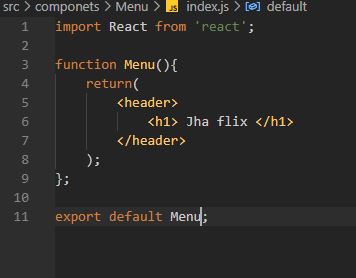 src > componets > Menu > JS index.js > default
1 import React from 'react';
2
3 function Menu(){
4 return(
5 <header>
6 <h1> Jha flix </h1>
7 </header>
8 );
9 };
10
11 export default Menu;